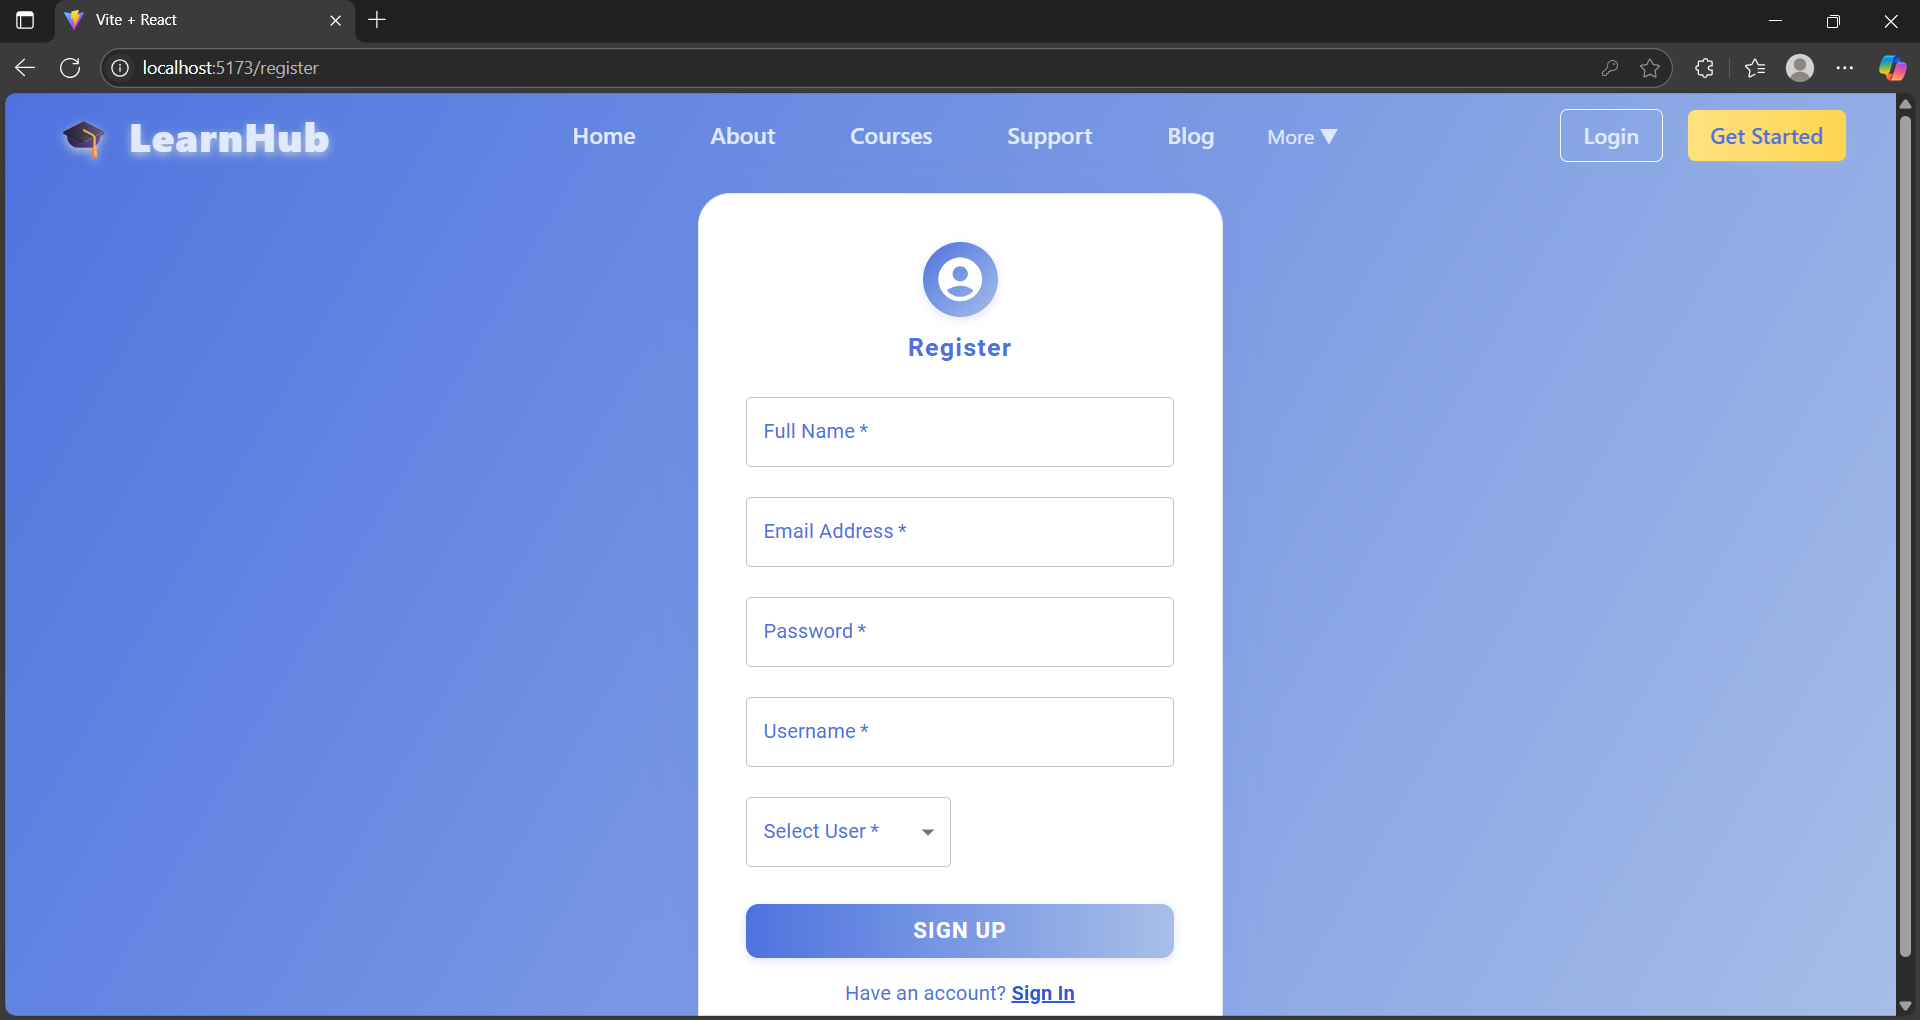 Vite + React
localhost:5173/register
LearnHub
Home About Courses Support Blog More ▼ Login Get Started
Register
Full Name *
Email Address *
Password *
Username *
Select User *
SIGN UP
Have an account? Sign In